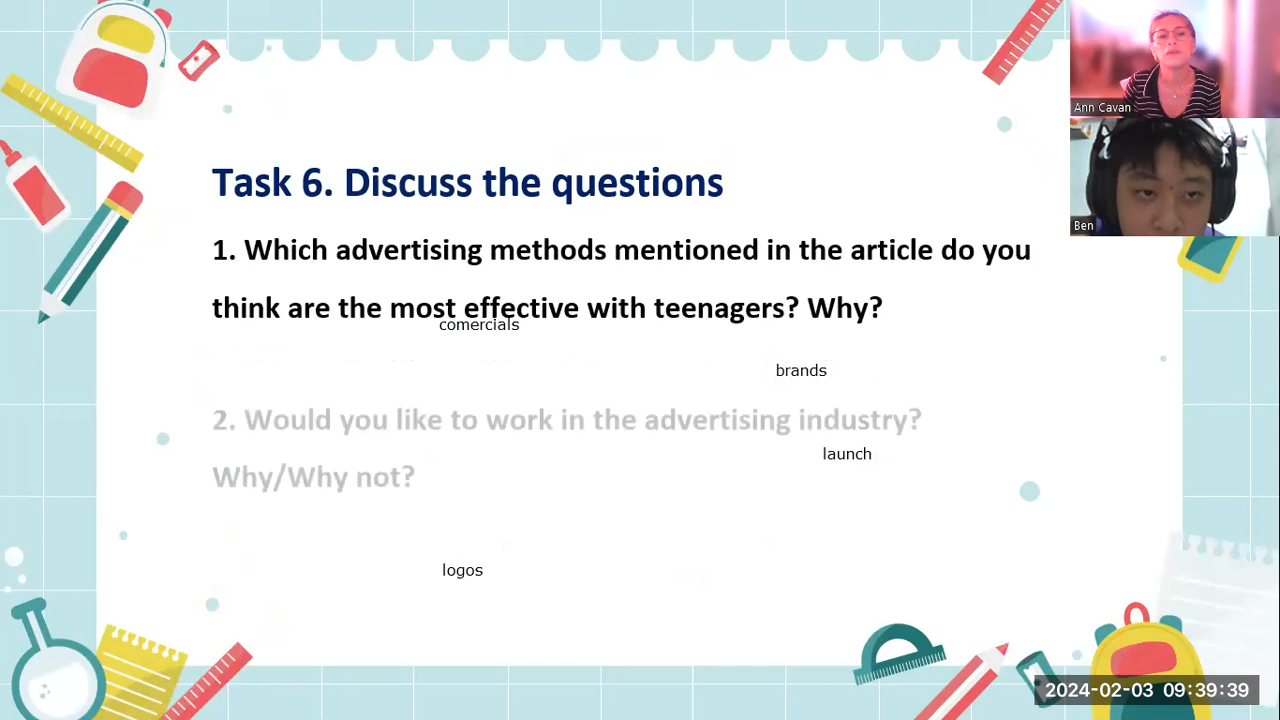 Ann Cavan
Ben
Task 6. Discuss the questions
1. Which advertising methods mentioned in the article do you
think are the most effective with teenagers? Why?
comercials
brands
2. Would you like to work in the advertising industry?
launch
Why/Why not?
logos
2024-02-03 09:39:39